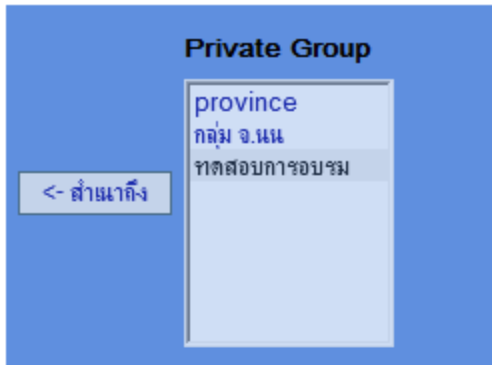 Private Group
province
กลุ่ม จ.นน
ทดสอบการอบรม
<- สำเนาถึง